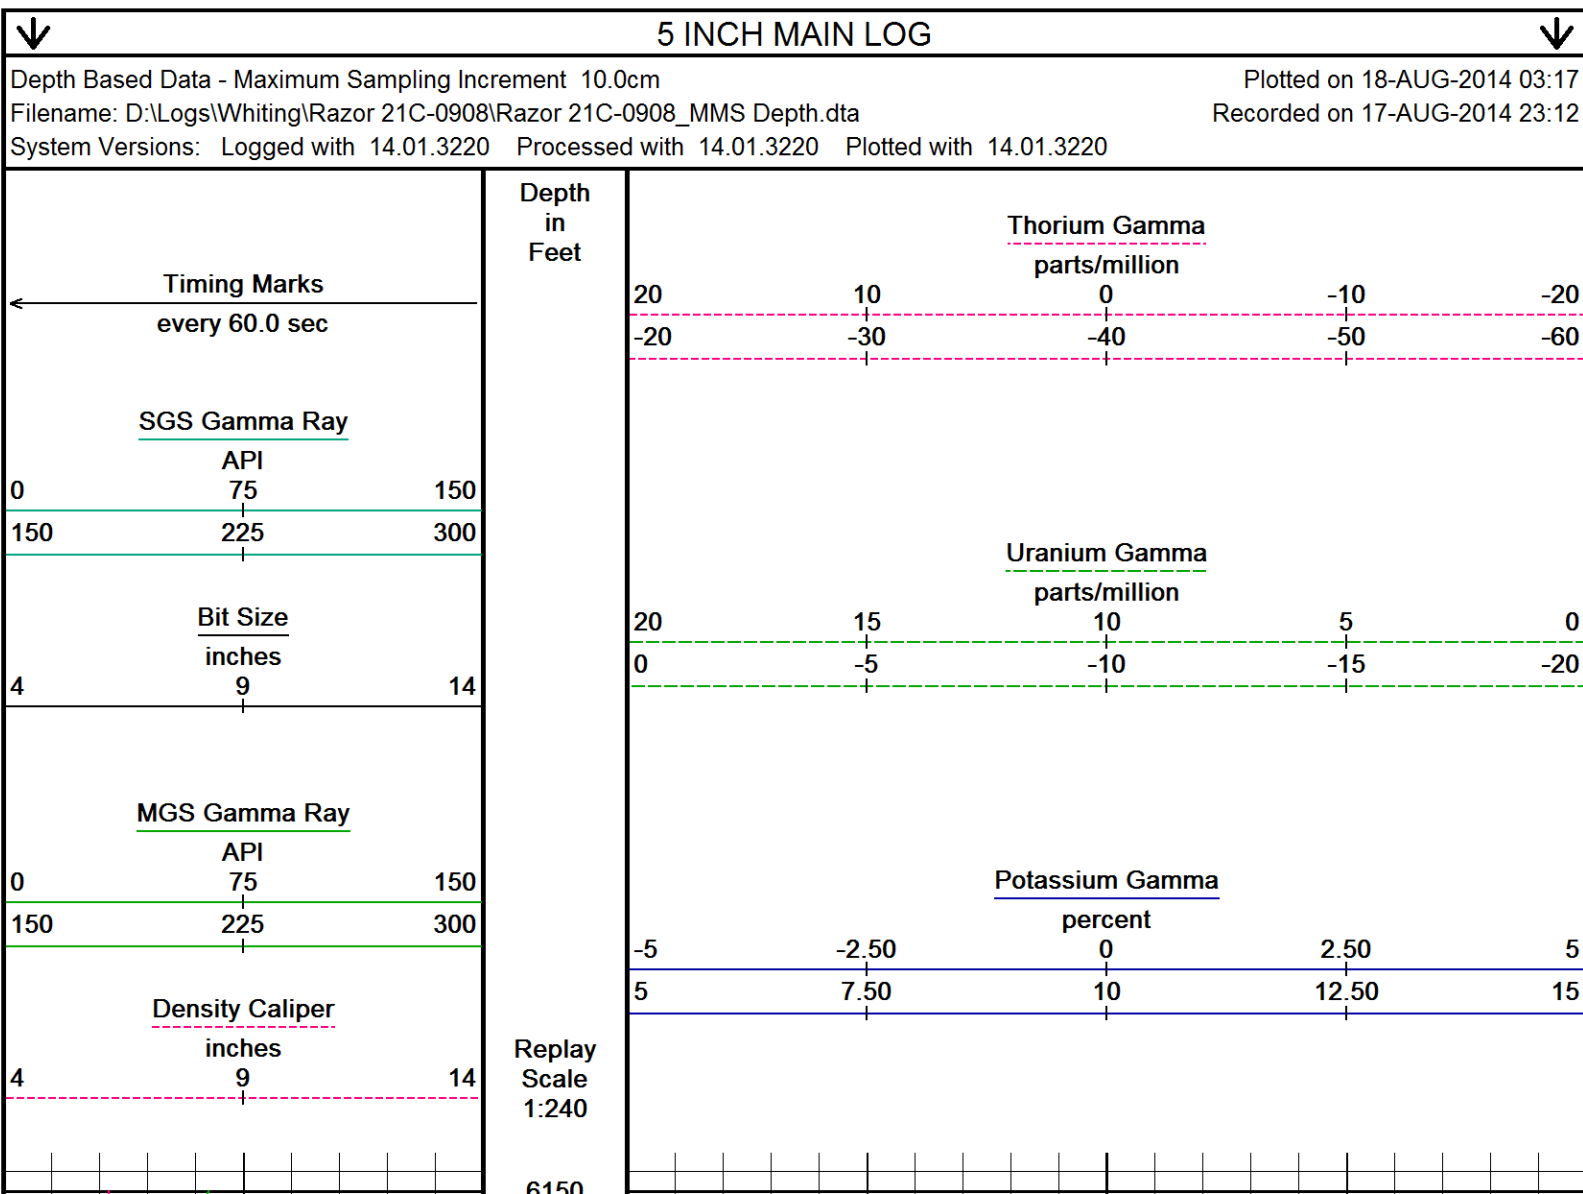 5 INCH MAIN LOG
Depth Based Data - Maximum Sampling Increment 10.0cm
Plotted on 18-AUG-2014 03:17
Filename: D:\Logs\Whiting\Razor 21C-0908\Razor 21C-0908_MMS Depth.dta
Recorded on 17-AUG-2014 23:12
System Versions: Logged with 14.01.3220 Processed with 14.01.3220 Plotted with 14.01.3220
Timing Marks
every 60.0 sec
SGS Gamma Ray
API
0 75 150
150 225 300
Bit Size
inches
4 9 14
MGS Gamma Ray
API
0 75 150
150 225 300
Density Caliper
inches
4 9 14
Depth
in
Feet
Replay
Scale
1:240
6150
Thorium Gamma
parts/million
20 10 0 -10 -20
-20 -30 -40 -50 -60
Uranium Gamma
parts/million
20 15 10 5 0
0 -5 -10 -15 -20
Potassium Gamma
percent
-5 -2.50 0 2.50 5
5 7.50 10 12.50 15